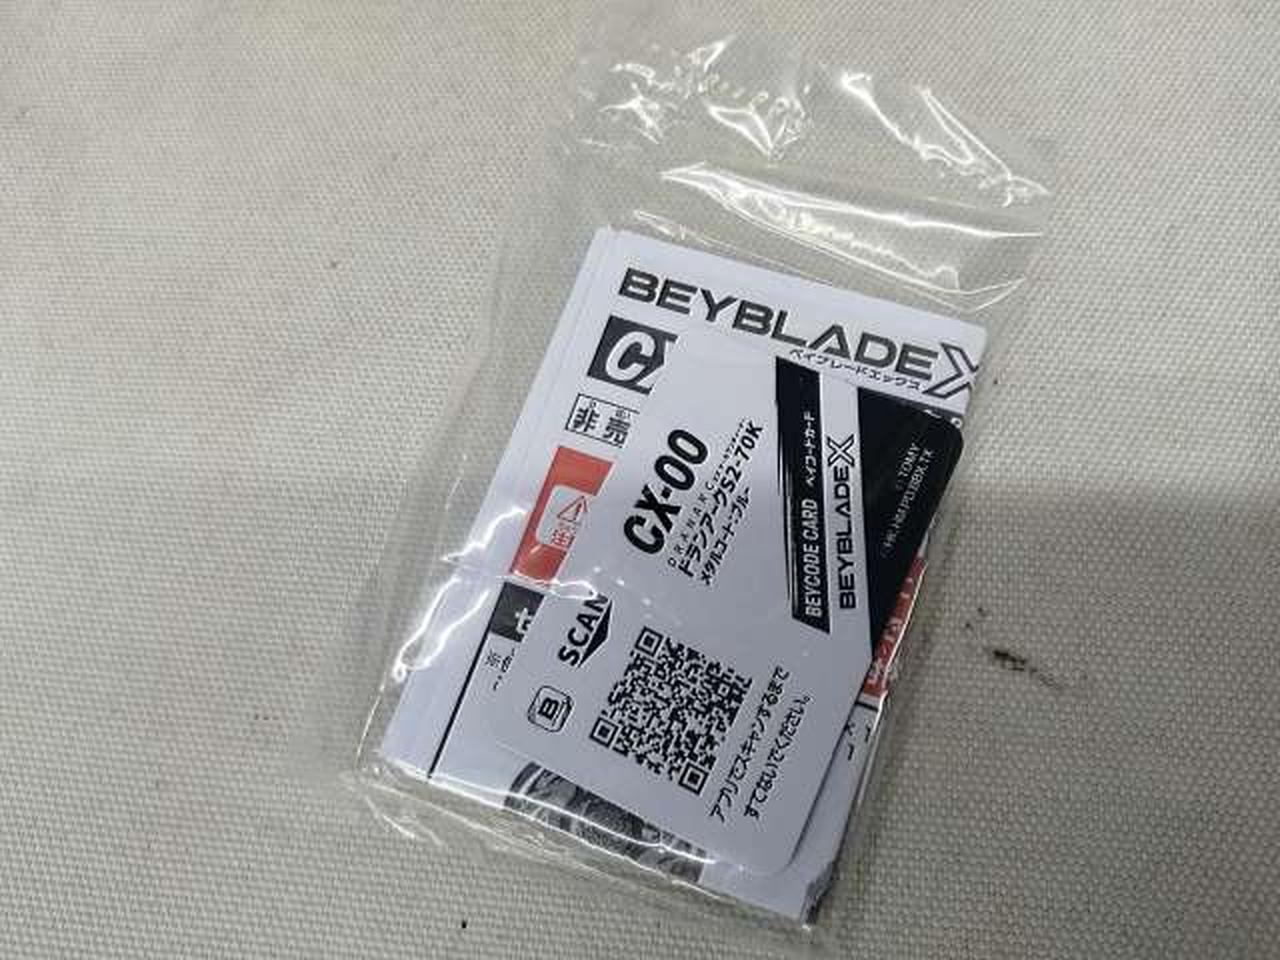 BEYBLADE X
ベイブレードエックス
CX
非売
CX-00
ドランアークS2-70K
メタルコート:ブルー
BEYCODE CARD ベイコードカード
BEYBLADE X
TOMY
SCAN
B
アプリでスキャンするまで
すてないでください。